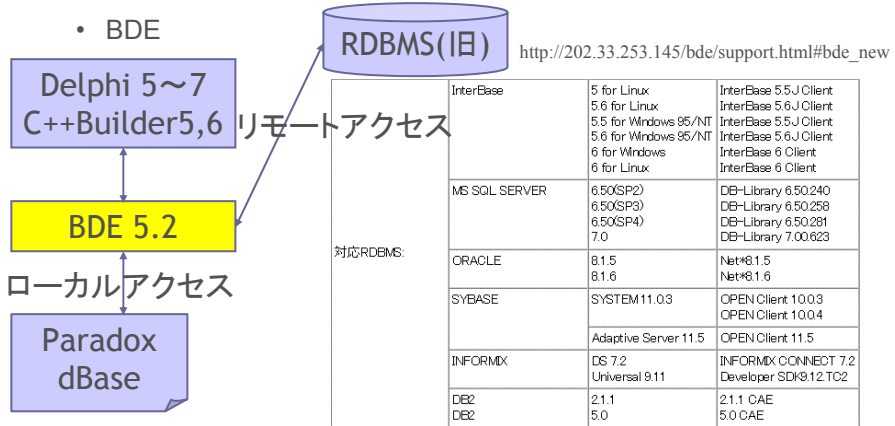 • BDE
RDBMS(旧)
http://202.33.253.145/bde/support.html#bde_new
Delphi 5～7
C++Builder5,6
リモートアクセス
BDE 5.2
ローカルアクセス
Paradox
dBase
対応RDBMS:
InterBase 5 for Linux InterBase 5.5J Client
5.6 for Linux InterBase 5.6J Client
5.5 for Windows 95/NT InterBase 5.5J Client
5.6 for Windows 95/NT InterBase 5.6J Client
6 for Windows InterBase 6 Client
6 for Linux InterBase 6 Client
MS SQL SERVER 6.50(SP2) DB-Library 6.50.240
6.50(SP3) DB-Library 6.50.258
6.50(SP4) DB-Library 6.50.281
7.0 DB-Library 7.00.623
ORACLE 8.1.5 Net*8.1.5
8.1.6 Net*8.1.6
SYBASE SYSTEM 11.0.3 OPEN Client 10.0.3
OPEN Client 10.0.4
Adaptive Server 11.5 OPEN Client 11.5
INFORMIX DS 7.2 INFORMIX CONNECT 7.2
Universal 9.11 Developer SDK9.12.TC2
DB2 2.1.1 2.1.1 CAE
DB2 5.0 5.0 CAE